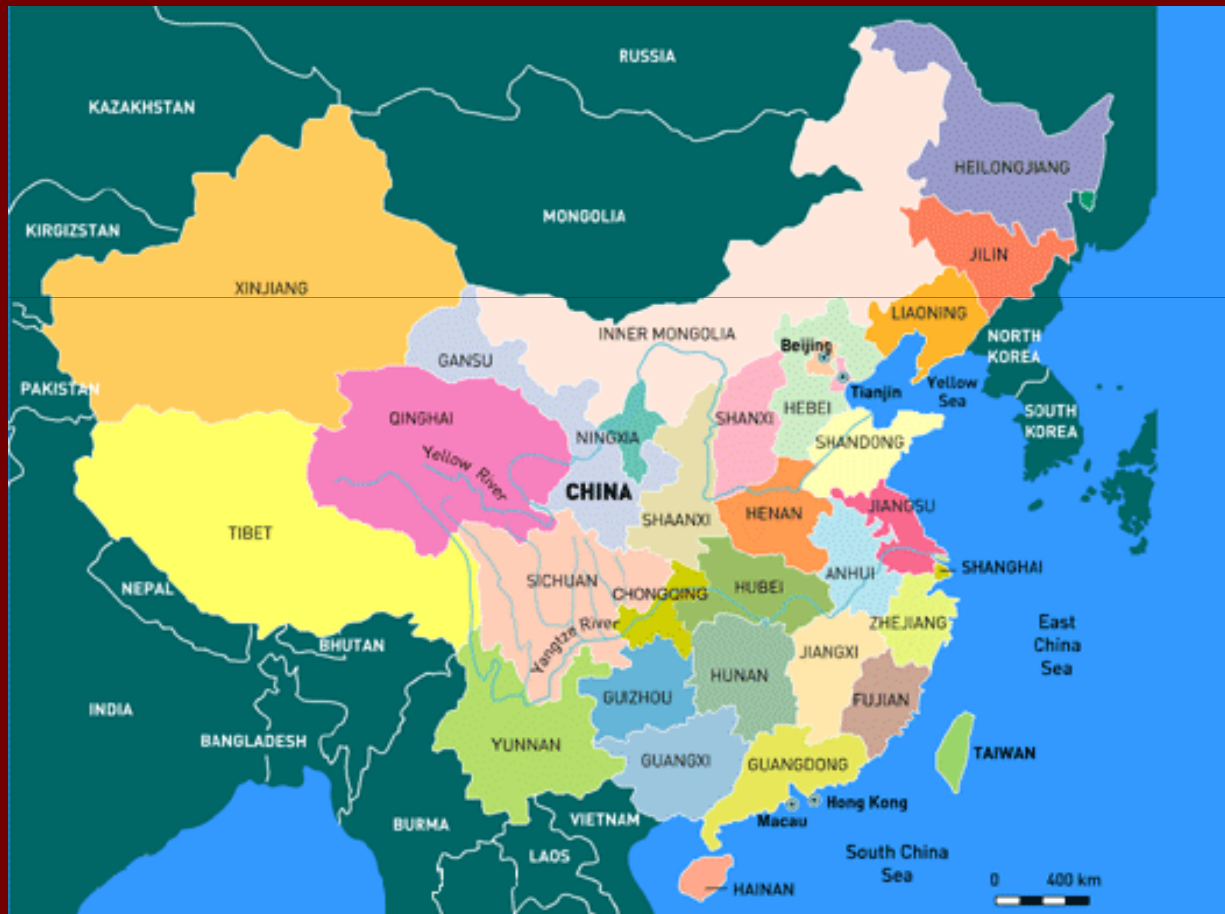 RUSSIA
KAZAKHSTAN
HEILONGJIANG
MONGOLIA
KIRGIZSTAN
JILIN
XINJIANG
LIAONING
INNER MONGOLIA
NORTH
KOREA
Beijing
GANSU
PAKISTAN
Tianjin
Yellow
Sea
QINGHAI
SHANXI
HEBEI
SOUTH
KOREA
NINGXIA
SHANDONG
Yellow River
CHINA
JIANGSU
HENAN
SHAANXI
TIBET
SHANGHAI
ANHUI
SICHUAN
HUBEI
NEPAL
CHONGQING
ZHEJIANG
East
China
Sea
Yangtze River
BHUTAN
JIANGXI
HUNAN
GUIZHOU
FUJIAN
INDIA
BANGLADESH
YUNNAN
TAIWAN
GUANGXI
GUANGDONG
Hong Kong
Macau
VIETNAM
BURMA
LAOS
South China
Sea
HAINAN
0 400 km